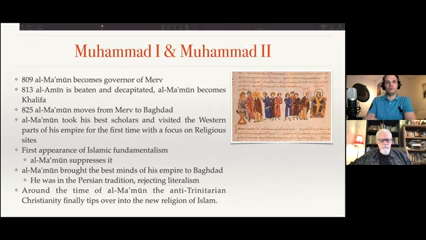 Muhammad I & Muhammad II
809 al-Ma'mūn becomes governor of Merv
813 al-Amīn is beaten and decapitated, al-Ma'mūn becomes
Khalifa
825 al-Ma'mūn moves from Merv to Baghdad
al-Ma'mūn took his best scholars and visited the Western
parts of his empire for the first time with a focus on Religious
sites
First appearance of Islamic fundamentalism
al-Ma'mūn suppresses it
al-Ma'mūn brought the best minds of his empire to Baghdad
He was in the Persian tradition, rejecting literalism
Around the time of al-Ma'mūn the anti-Trinitarian
Christianity finally tips over into the new religion of Islam.